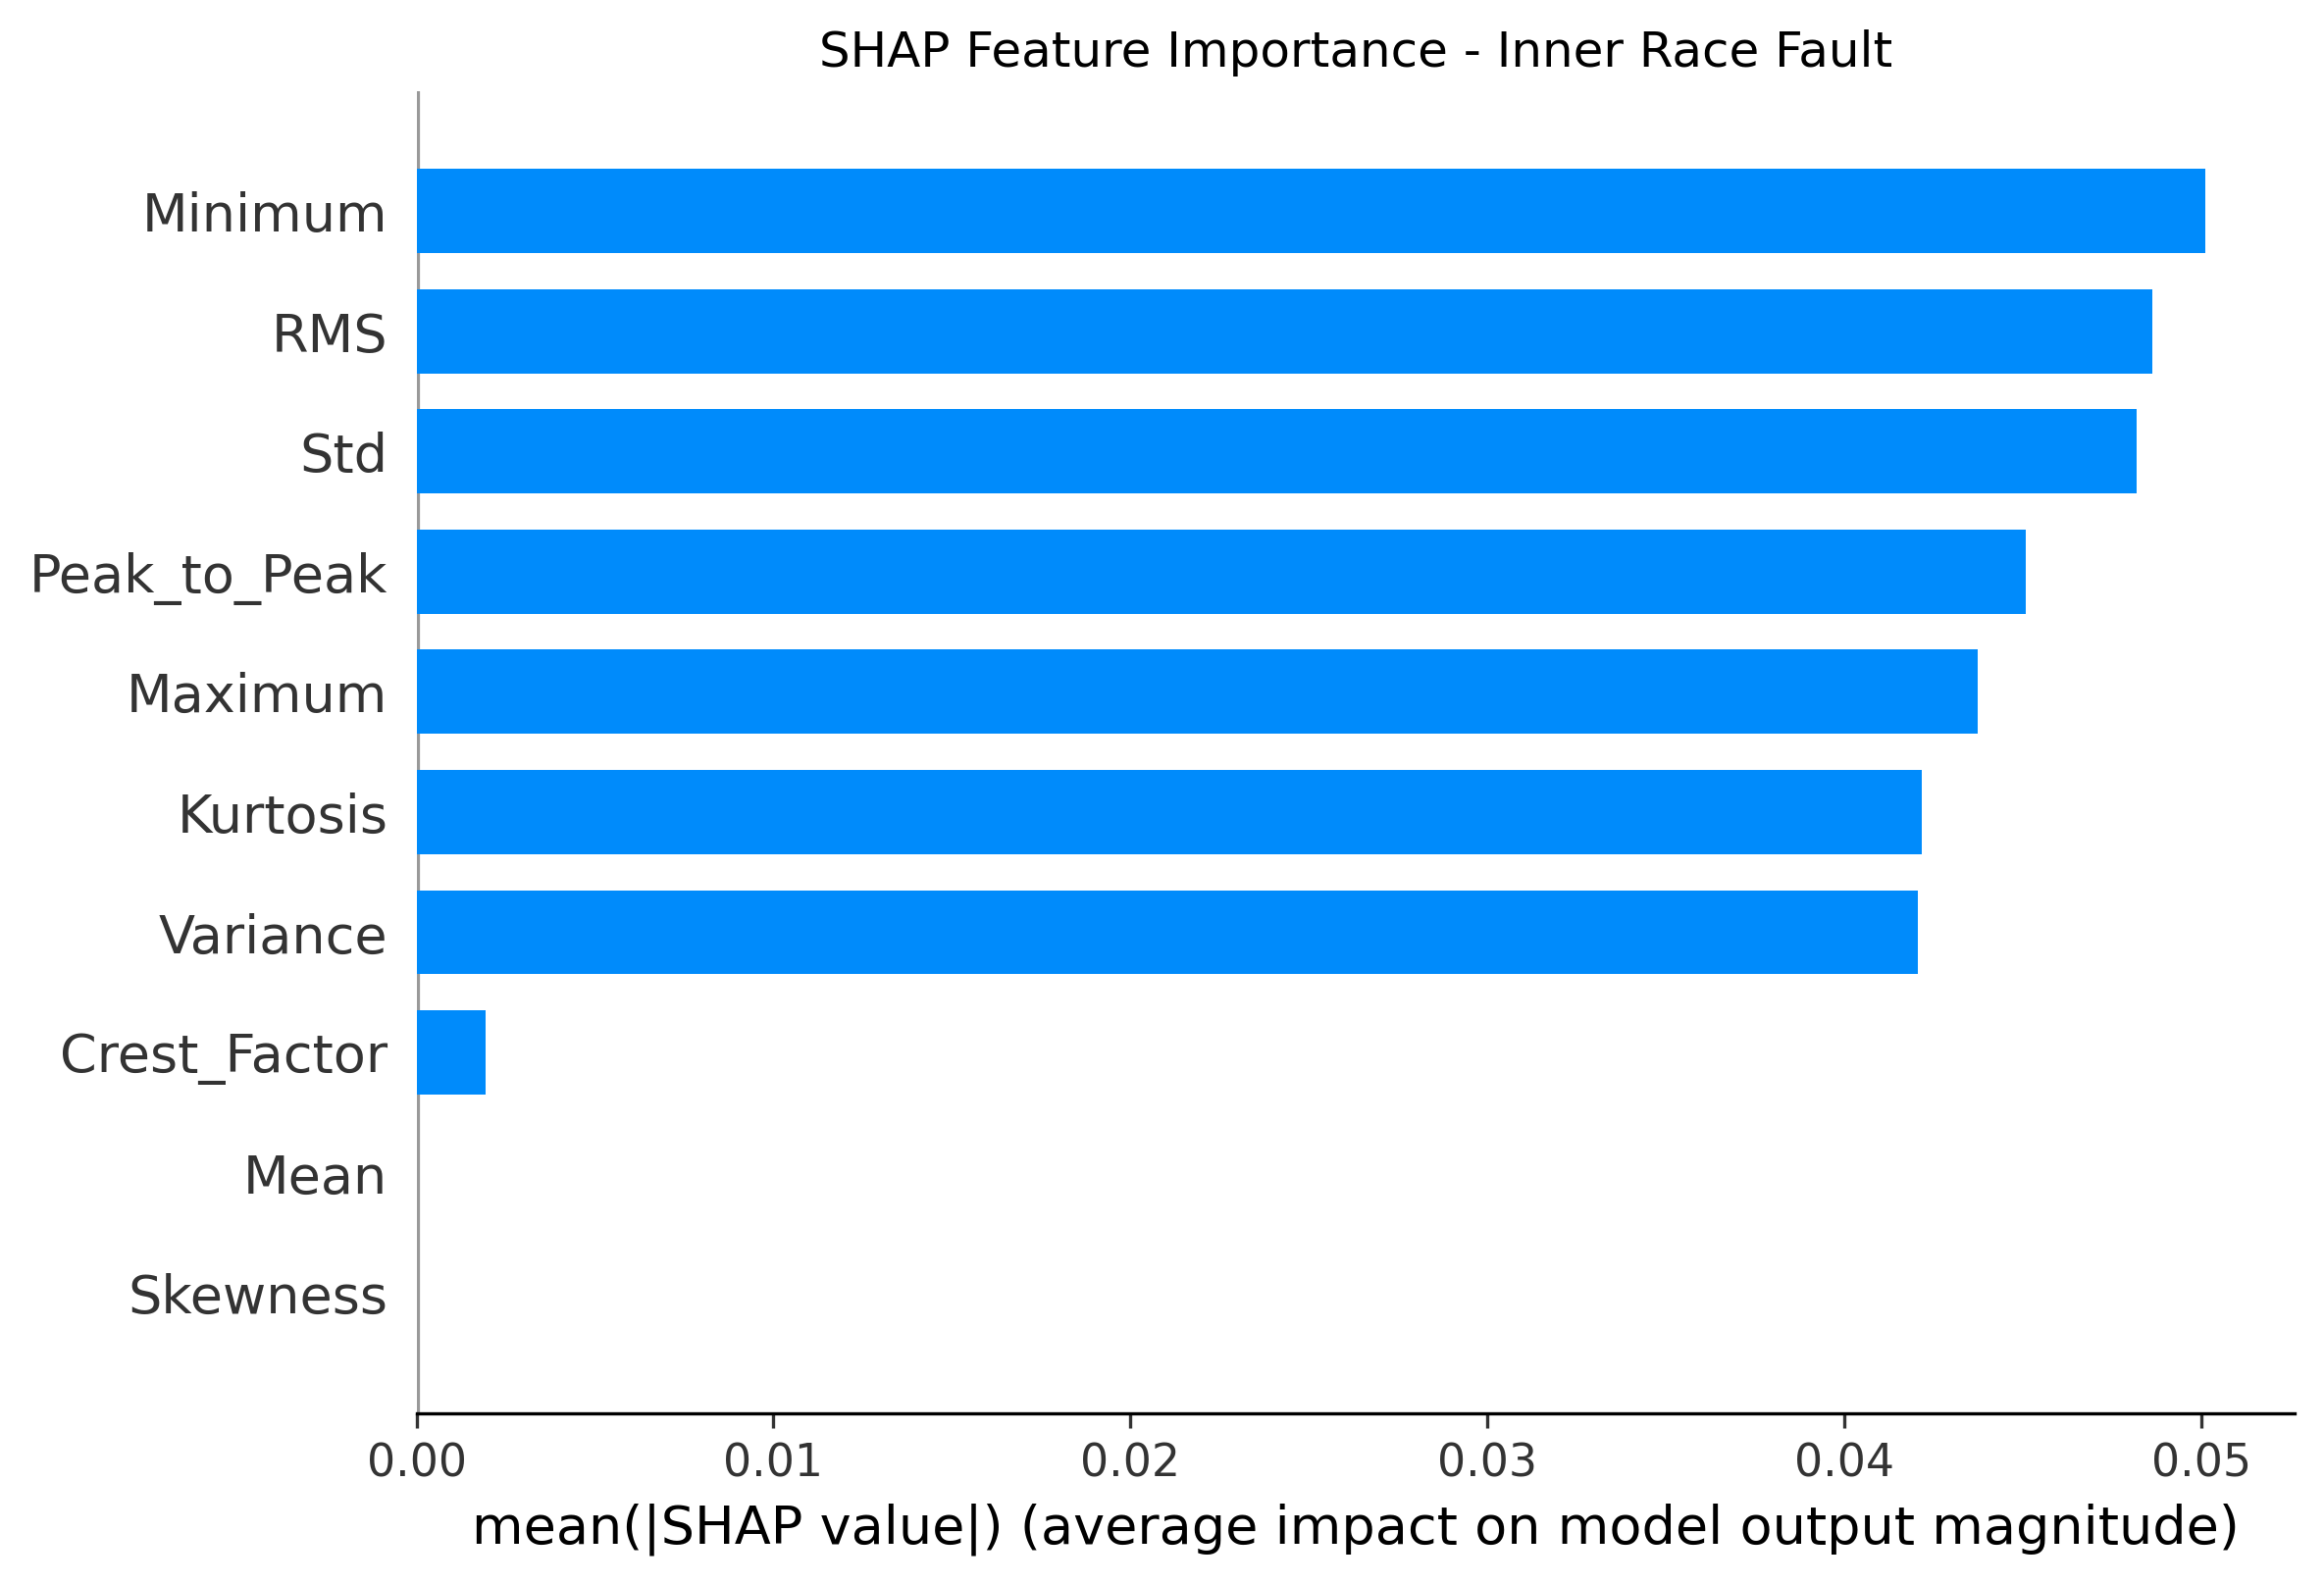 SHAP Feature Importance - Inner Race Fault
Minimum
RMS
Std
Peak_to_Peak
Maximum
Kurtosis
Variance
Crest_Factor
Mean
Skewness
0.00 0.01 0.02 0.03 0.04 0.05
mean(|SHAP value|) (average impact on model output magnitude)